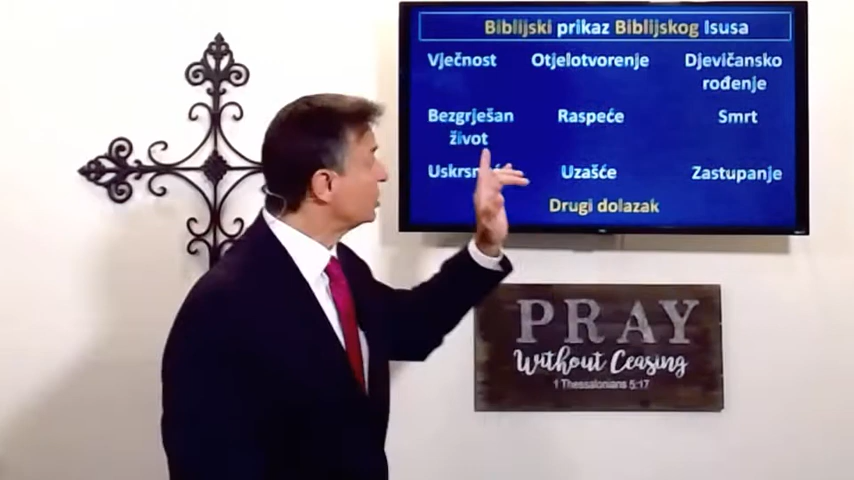 Biblijski prikaz Biblijskog Isusa
Vječnost Otjelotvorenje Djevičansko
rođenje
Bezgrješan Raspeće Smrt
život
Uzašće Zastupanje
Drugi dolazak
PRAY
Without Ceasing
1 Thessalonians 5:17